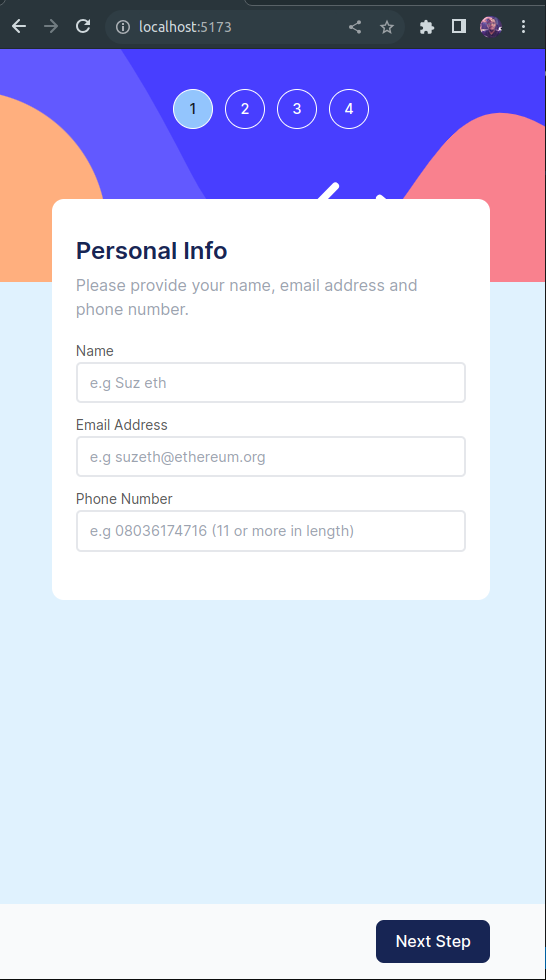 localhost:5173
1 2 3 4
Personal Info
Please provide your name, email address and
phone number.
Name
e.g Suz eth
Email Address
e.g suzeth@ethereum.org
Phone Number
e.g 08036174716 (11 or more in length)
Next Step